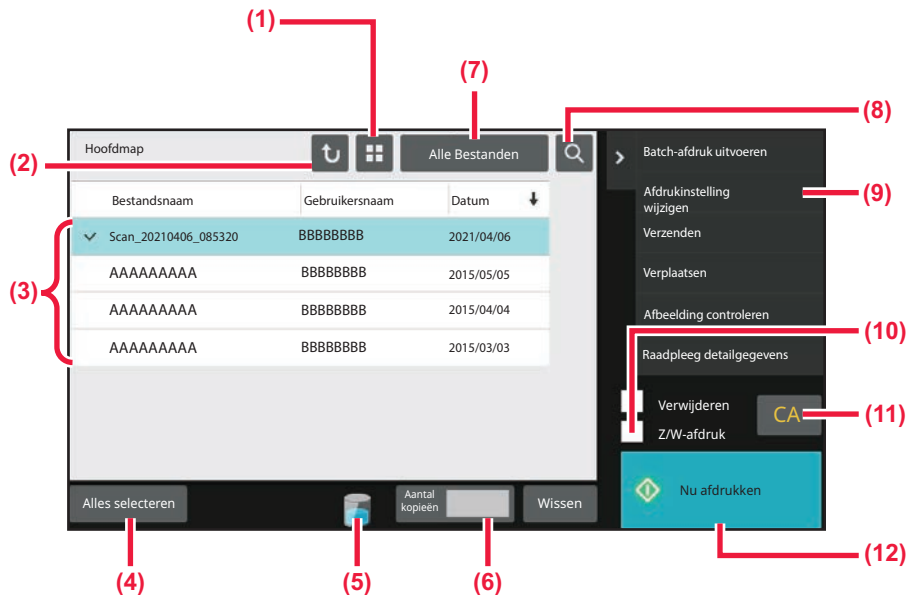 (1)
(7)
(8)
(2)
Hoofdmap
Alle Bestanden
Bestandsnaam Gebruikersnaam Datum
(3)
Scan_20210406_085320 BBBBBBBB 2021/04/06
AAAAAAAAA BBBBBBBB 2015/05/05
AAAAAAAAA BBBBBBBB 2015/04/04
AAAAAAAAA BBBBBBBB 2015/03/03
Batch-afdruk uitvoeren
Afdrukinstelling
wijzigen
(9)
Verzenden
Verplaatsen
Afbeelding controleren
(10)
Raadpleeg detailgegevens
Verwijderen
Z/W-afdruk
CA
(11)
Alles selecteren
Aantal
kopieën
Wissen
Nu afdrukken
(4)
(5)
(6)
(12)